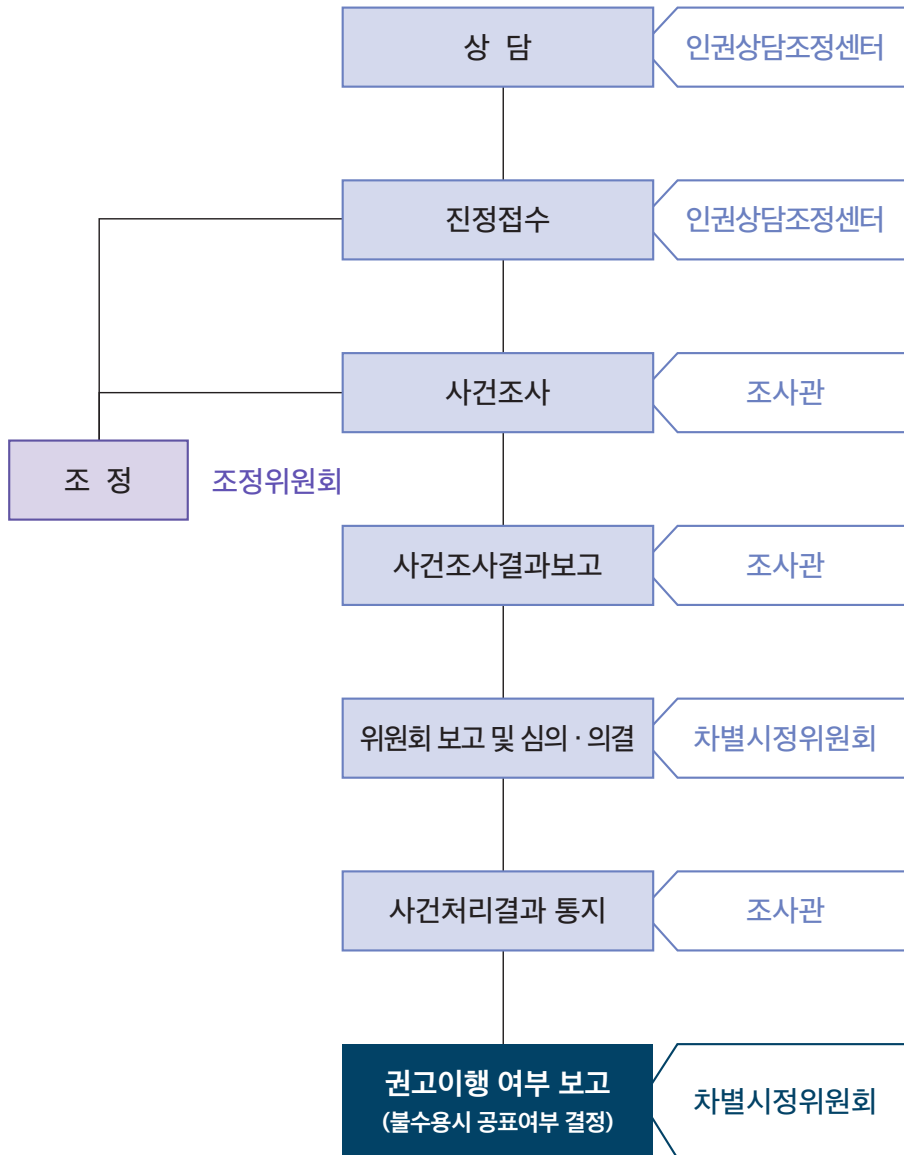 상 담
인권상담조정센터
진정접수
인권상담조정센터
사건조사
조사관
조 정
조정위원회
사건조사결과보고
조사관
위원회 보고 및 심의 · 의결
차별시정위원회
사건처리결과 통지
조사관
권고이행 여부 보고
(불수용시 공표여부 결정)
차별시정위원회